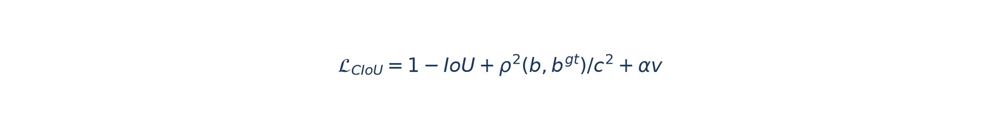 ℒ_{CIoU} = 1 − IoU + ρ²(b, b^{gt})/c² + αv